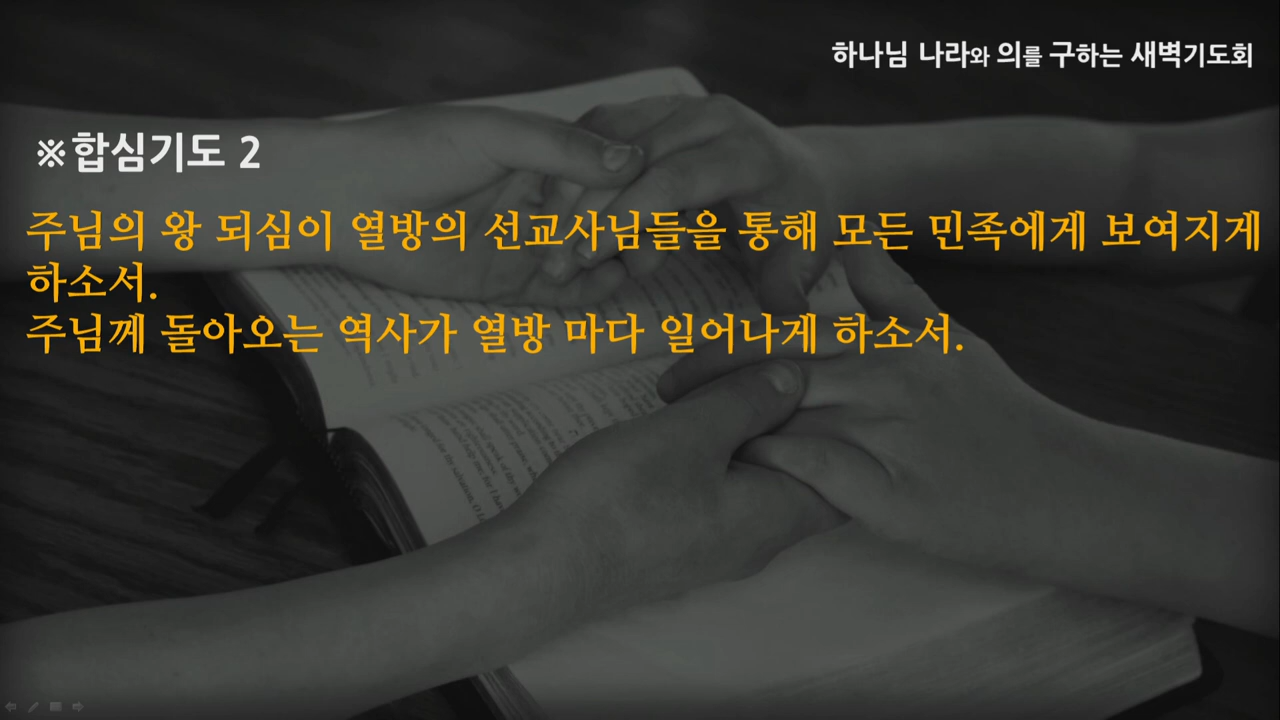 하나님 나라와 의를 구하는 새벽기도회
※합심기도 2
주님의 왕 되심이 열방의 선교사님들을 통해 모든 민족에게 보여지게
하소서.
주님께 돌아오는 역사가 열방 마다 일어나게 하소서.